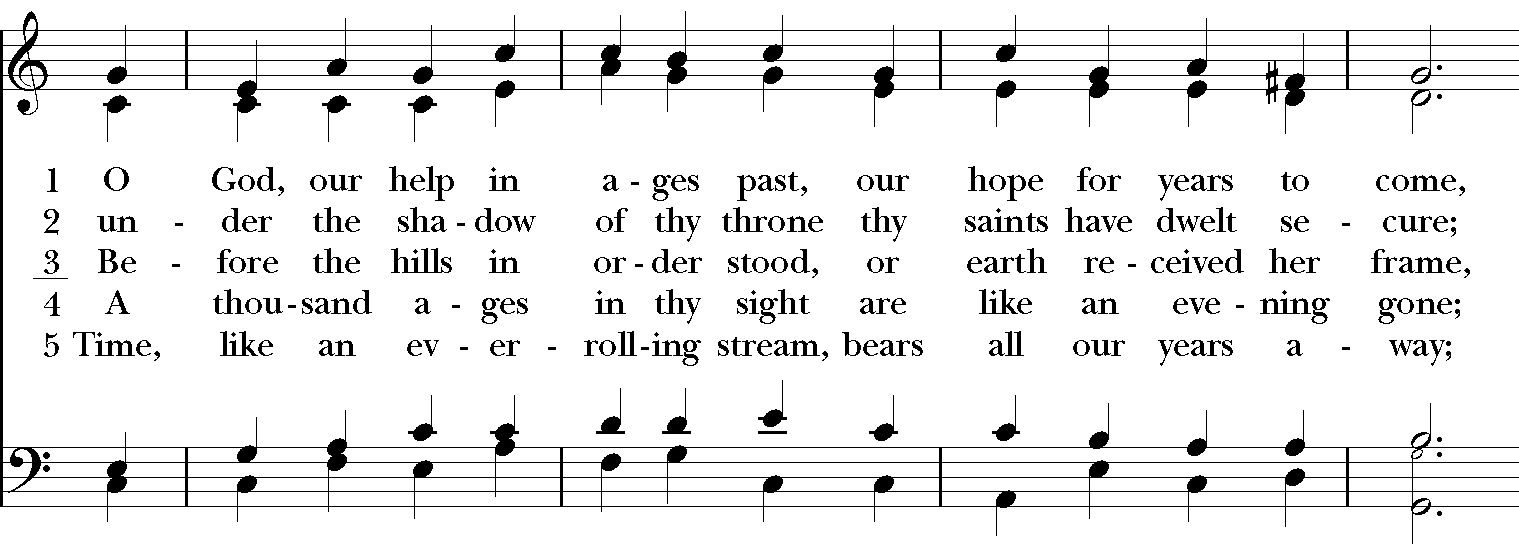 1 O God, our help in a - ges past, our hope for years to come,
2 un - der the sha - dow of thy throne thy saints have dwelt se - cure;
3 Be - fore the hills in or - der stood, or earth re - ceived her frame,
4 A thou - sand a - ges in thy sight are like an eve - ning gone;
5 Time, like an ev - er - roll - ing stream, bears all our years a - way;